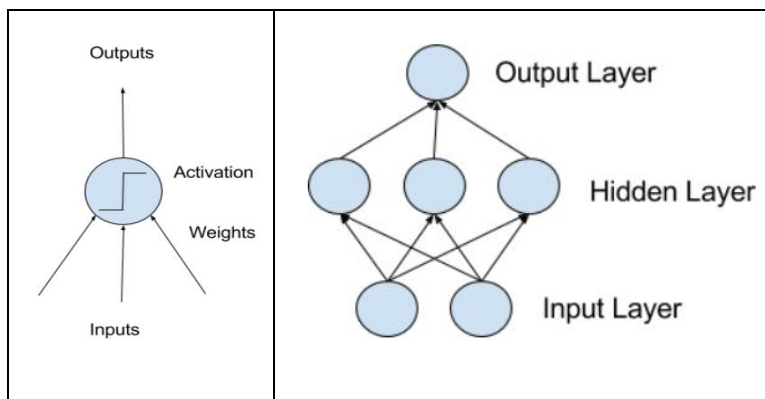 Outputs
Activation
Weights
Inputs
Output Layer
Hidden Layer
Input Layer